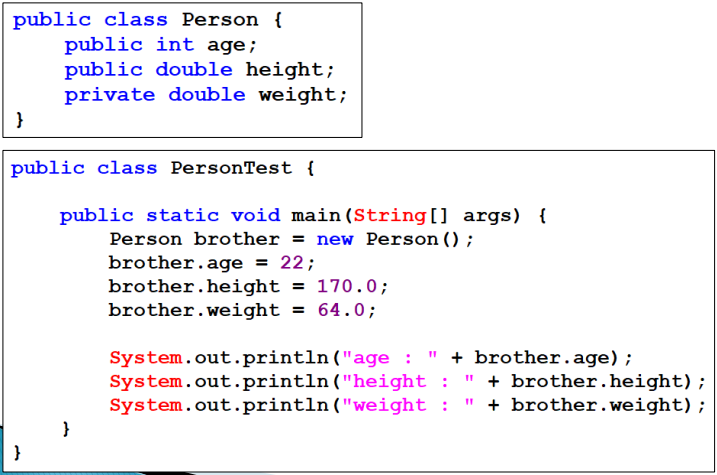 public class Person {
    public int age;
    public double height;
    private double weight;
}
public class PersonTest {
    public static void main(String[] args) {
        Person brother = new Person();
        brother.age = 22;
        brother.height = 170.0;
        brother.weight = 64.0;
        System.out.println("age : " + brother.age);
        System.out.println("height : " + brother.height);
        System.out.println("weight : " + brother.weight);
    }
}